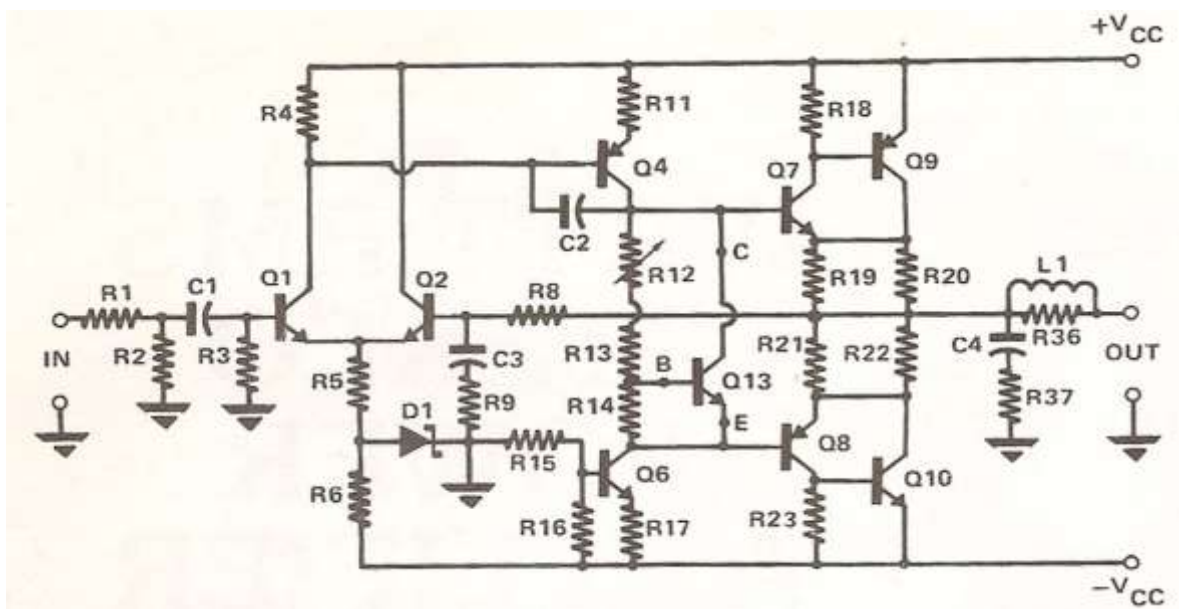 +VCC
R4
R11
R18
Q4
Q7
Q9
C2
C
R12
R19
R20
L1
Q1
Q2
R1
C1
R8
R36
IN
R2
R3
R5
C3
R13
B
Q13
R21
R22
C4
OUT
R9
R14
E
R37
D1
R15
Q6
Q8
Q10
R6
R16
R17
R23
-VCC